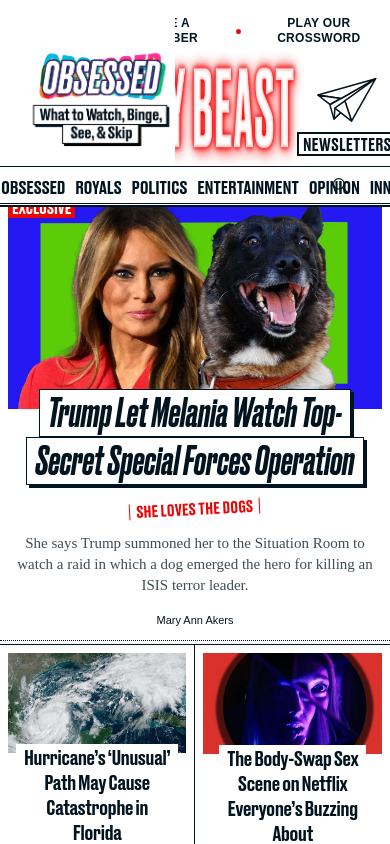 PLAY OUR
CROSSWORD
OBSESSED
What to Watch, Binge,
See, & Skip
BEAST
NEWSLETTERS
OBSESSED ROYALS POLITICS ENTERTAINMENT OPINION INN
EXCLUSIVE
Trump Let Melania Watch Top-
Secret Special Forces Operation
SHE LOVES THE DOGS
She says Trump summoned her to the Situation Room to
watch a raid in which a dog emerged the hero for killing an
ISIS terror leader.
Mary Ann Akers
Hurricane’s ‘Unusual’
Path May Cause
Catastrophe in
Florida
The Body-Swap Sex
Scene on Netflix
Everyone’s Buzzing
About